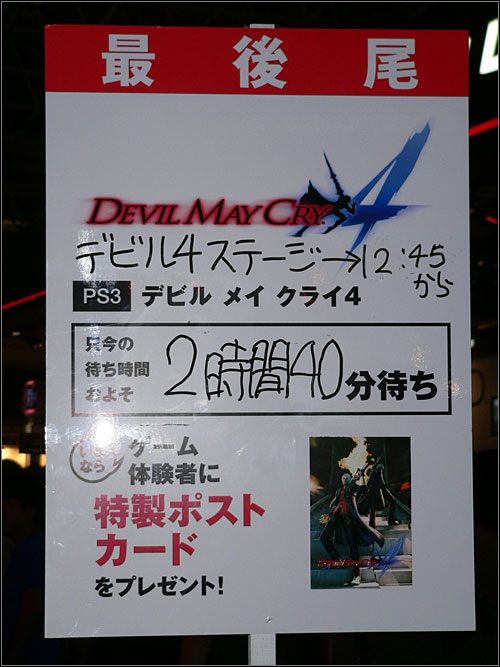 最後尾
DEVIL MAY CRY 4
デビル4ステージ→12:45
から
PS3 デビル メイ クライ4
只今の
待ち時間
およそ
2時間40分待ち
いま
なら
ゲーム
体験者に
特製ポスト
カード
をプレゼント!